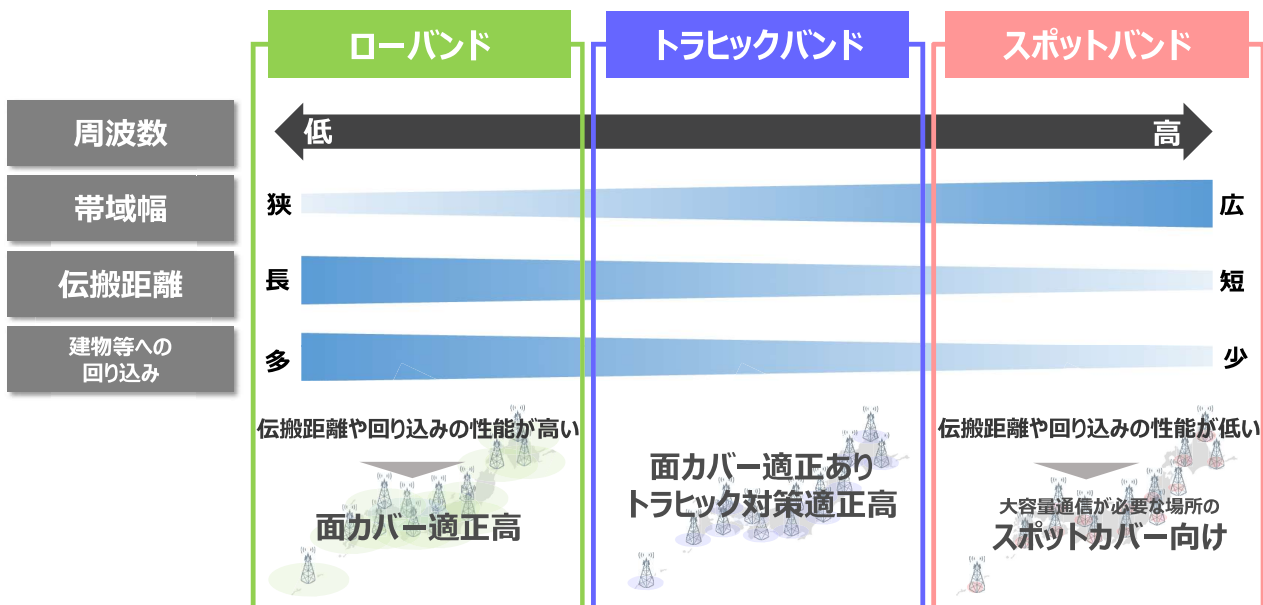 ローバンド
トラヒックバンド
スポットバンド
周波数
低
高
帯域幅
狭
広
伝搬距離
長
短
建物等への
回り込み
多
少
伝搬距離や回り込みの性能が高い
面カバー適正高
面カバー適正あり
トラヒック対策適正高
伝搬距離や回り込みの性能が低い
大容量通信が必要な場所の
スポットカバー向け